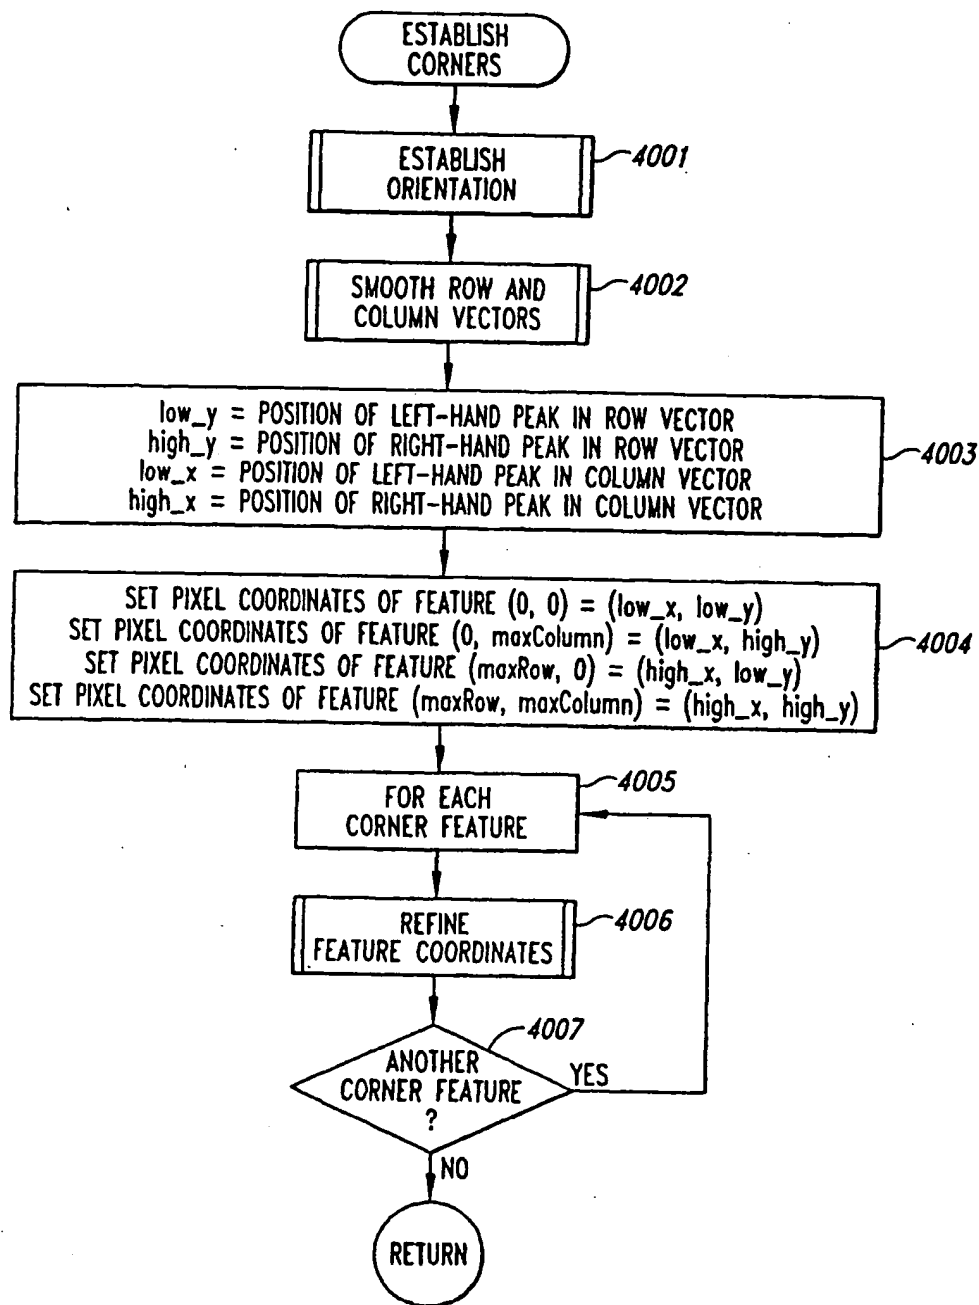 ESTABLISH
CORNERS
ESTABLISH
ORIENTATION
4001
SMOOTH ROW AND
COLUMN VECTORS
4002
low_y = POSITION OF LEFT-HAND PEAK IN ROW VECTOR
high_y = POSITION OF RIGHT-HAND PEAK IN ROW VECTOR
low_x = POSITION OF LEFT-HAND PEAK IN COLUMN VECTOR
high_x = POSITION OF RIGHT-HAND PEAK IN COLUMN VECTOR
4003
SET PIXEL COORDINATES OF FEATURE (0, 0) = (low_x, low_y)
SET PIXEL COORDINATES OF FEATURE (0, maxColumn) = (low_x, high_y)
SET PIXEL COORDINATES OF FEATURE (maxRow, 0) = (high_x, low_y)
SET PIXEL COORDINATES OF FEATURE (maxRow, maxColumn) = (high_x, high_y)
4004
FOR EACH
CORNER FEATURE
4005
REFINE
FEATURE COORDINATES
4006
ANOTHER
CORNER FEATURE
?
4007
YES
NO
RETURN